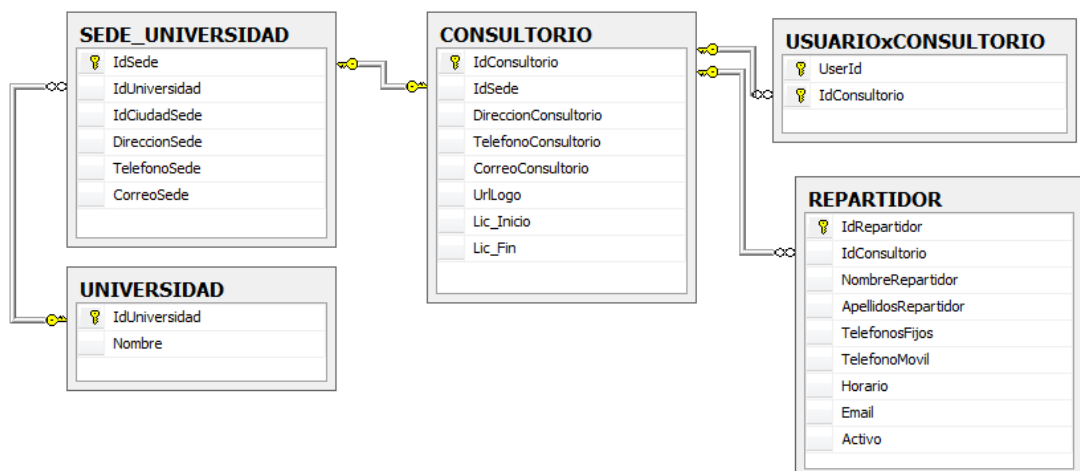 SEDE_UNIVERSIDAD
IdSede
IdUniversidad
IdCiudadSede
DireccionSede
TelefonoSede
CorreoSede
UNIVERSIDAD
IdUniversidad
Nombre
CONSULTORIO
IdConsultorio
IdSede
DireccionConsultorio
TelefonoConsultorio
CorreoConsultorio
UrlLogo
Lic_Inicio
Lic_Fin
USUARIOxCONSULTORIO
UserId
IdConsultorio
REPARTIDOR
IdRepartidor
IdConsultorio
NombreRepartidor
ApellidosRepartidor
TelefonosFijos
TelefonoMovil
Horario
Email
Activo